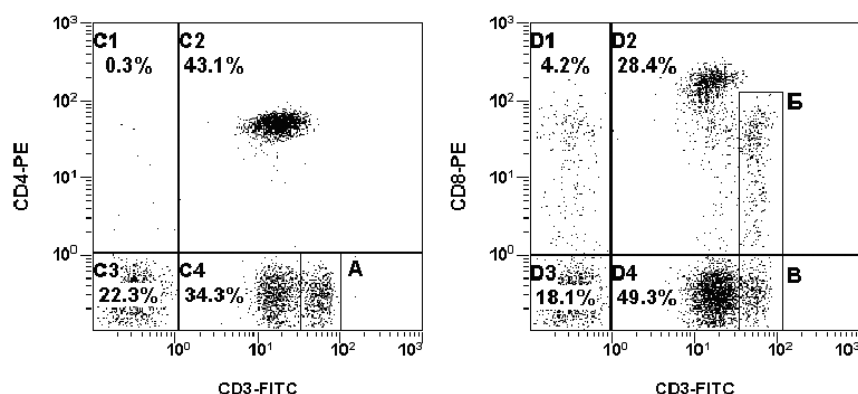 10³
C1 C2
0.3% 43.1%
10²
CD4-PE
10¹
10⁰
C3 C4 А
22.3% 34.3%
10⁰ 10¹ 10² 10³
CD3-FITC
10³
D1 D2
4.2% 28.4%
Б
10²
CD8-PE
10¹
10⁰
D3 D4 В
18.1% 49.3%
10⁰ 10¹ 10² 10³
CD3-FITC